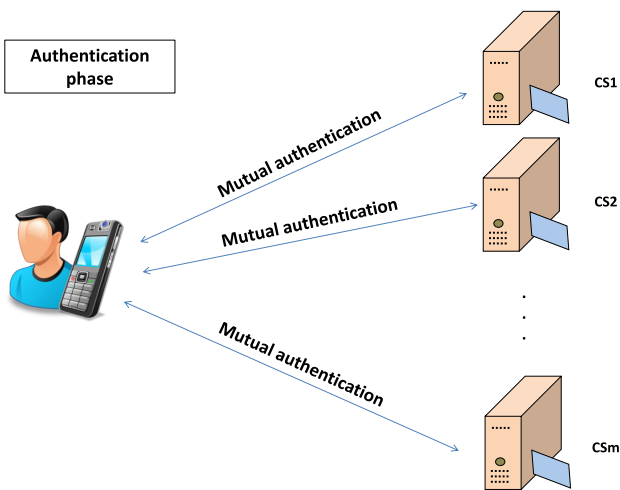 Authentication
phase
CS1
Mutual authentication
CS2
Mutual authentication
.
.
.
Mutual authentication
CSm